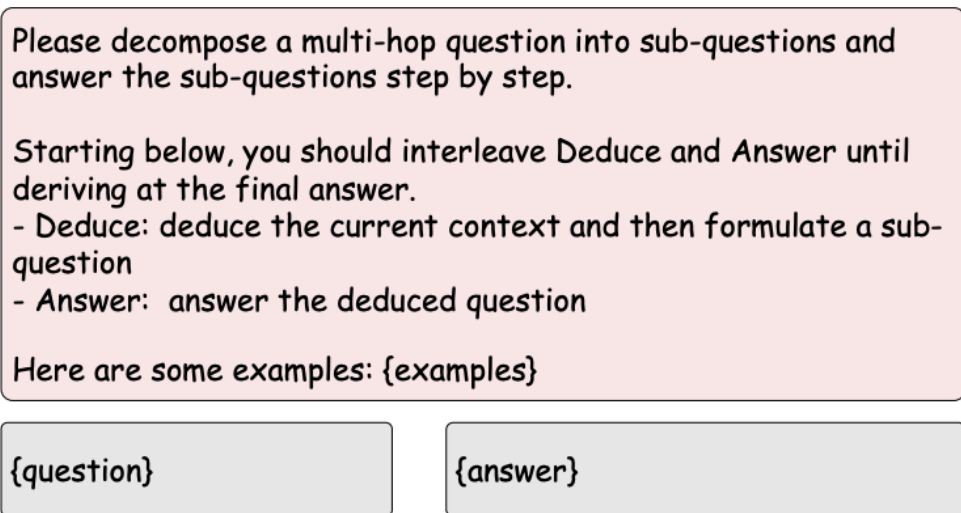 Please decompose a multi-hop question into sub-questions and
answer the sub-questions step by step.
Starting below, you should interleave Deduce and Answer until
deriving at the final answer.
- Deduce: deduce the current context and then formulate a sub-
question
- Answer:  answer the deduced question
Here are some examples: {examples}
{question}
{answer}